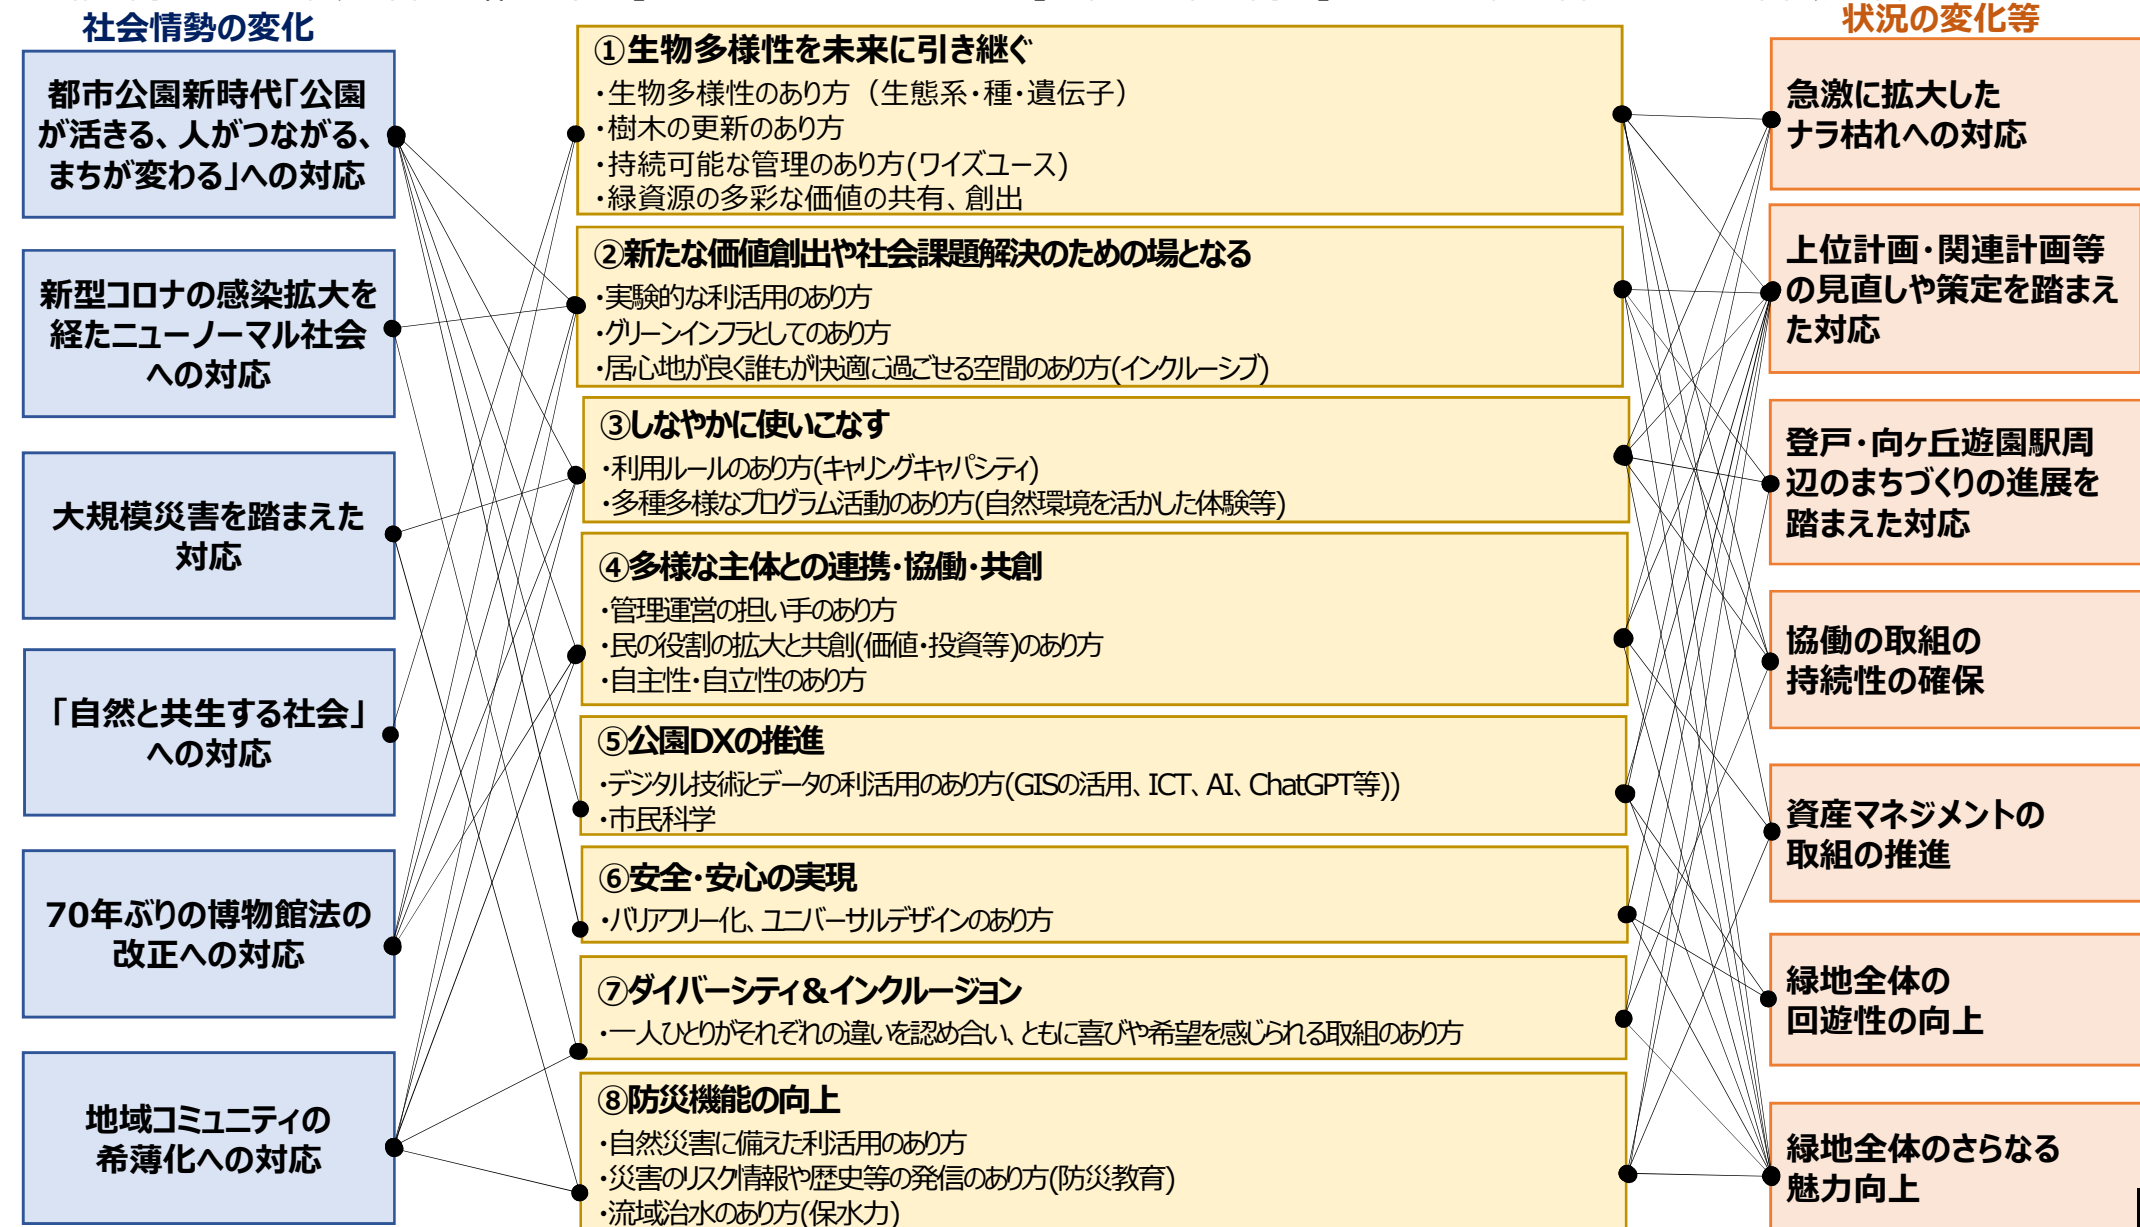 社会情勢の変化
都市公園新時代「公園
が活きる、人がつながる、
まちが変わる」への対応
新型コロナの感染拡大を
経たニューノーマル社会
への対応
大規模災害を踏まえた
対応
「自然と共生する社会」
への対応
70年ぶりの博物館法の
改正への対応
地域コミュニティの
希薄化への対応
①生物多様性を未来に引き継ぐ
・生物多様性のあり方（生態系・種・遺伝子）
・樹木の更新のあり方
・持続可能な管理のあり方(ワイズユース)
・緑資源の多彩な価値の共有、創出
②新たな価値創出や社会課題解決のための場となる
・実験的な利活用のあり方
・グリーンインフラとしてのあり方
・居心地が良く誰もが快適に過ごせる空間のあり方(インクルーシブ)
③しなやかに使いこなす
・利用ルールのあり方(キャリングキャパシティ)
・多種多様なプログラム活動のあり方(自然環境を活かした体験等)
④多様な主体との連携・協働・共創
・管理運営の担い手のあり方
・民の役割の拡大と共創(価値・投資等)のあり方
・自主性・自立性のあり方
⑤公園DXの推進
・デジタル技術とデータの利活用のあり方(GISの活用、ICT、AI、ChatGPT等))
・市民科学
⑥安全・安心の実現
・バリアフリー化、ユニバーサルデザインのあり方
⑦ダイバーシティ&インクルージョン
・一人ひとりがそれぞれの違いを認め合い、ともに喜びや希望を感じられる取組のあり方
⑧防災機能の向上
・自然災害に備えた利活用のあり方
・災害のリスク情報や歴史等の発信のあり方(防災教育)
・流域治水のあり方(保水力)
状況の変化等
急激に拡大した
ナラ枯れへの対応
上位計画・関連計画等
の見直しや策定を踏まえ
た対応
登戸・向ヶ丘遊園駅周
辺のまちづくりの進展を
踏まえた対応
協働の取組の
持続性の確保
資産マネジメントの
取組の推進
緑地全体の
回遊性の向上
緑地全体のさらなる
魅力向上